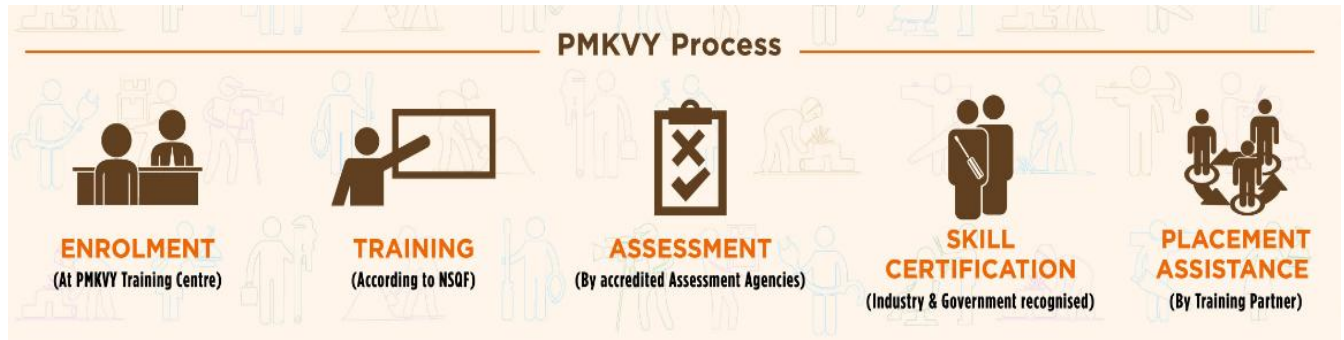 PMKVY Process
ENROLMENT
(At PMKVY Training Centre)
TRAINING
(According to NSQF)
ASSESSMENT
(By accredited Assessment Agencies)
SKILL
CERTIFICATION
(Industry & Government recognised)
PLACEMENT
ASSISTANCE
(By Training Partner)